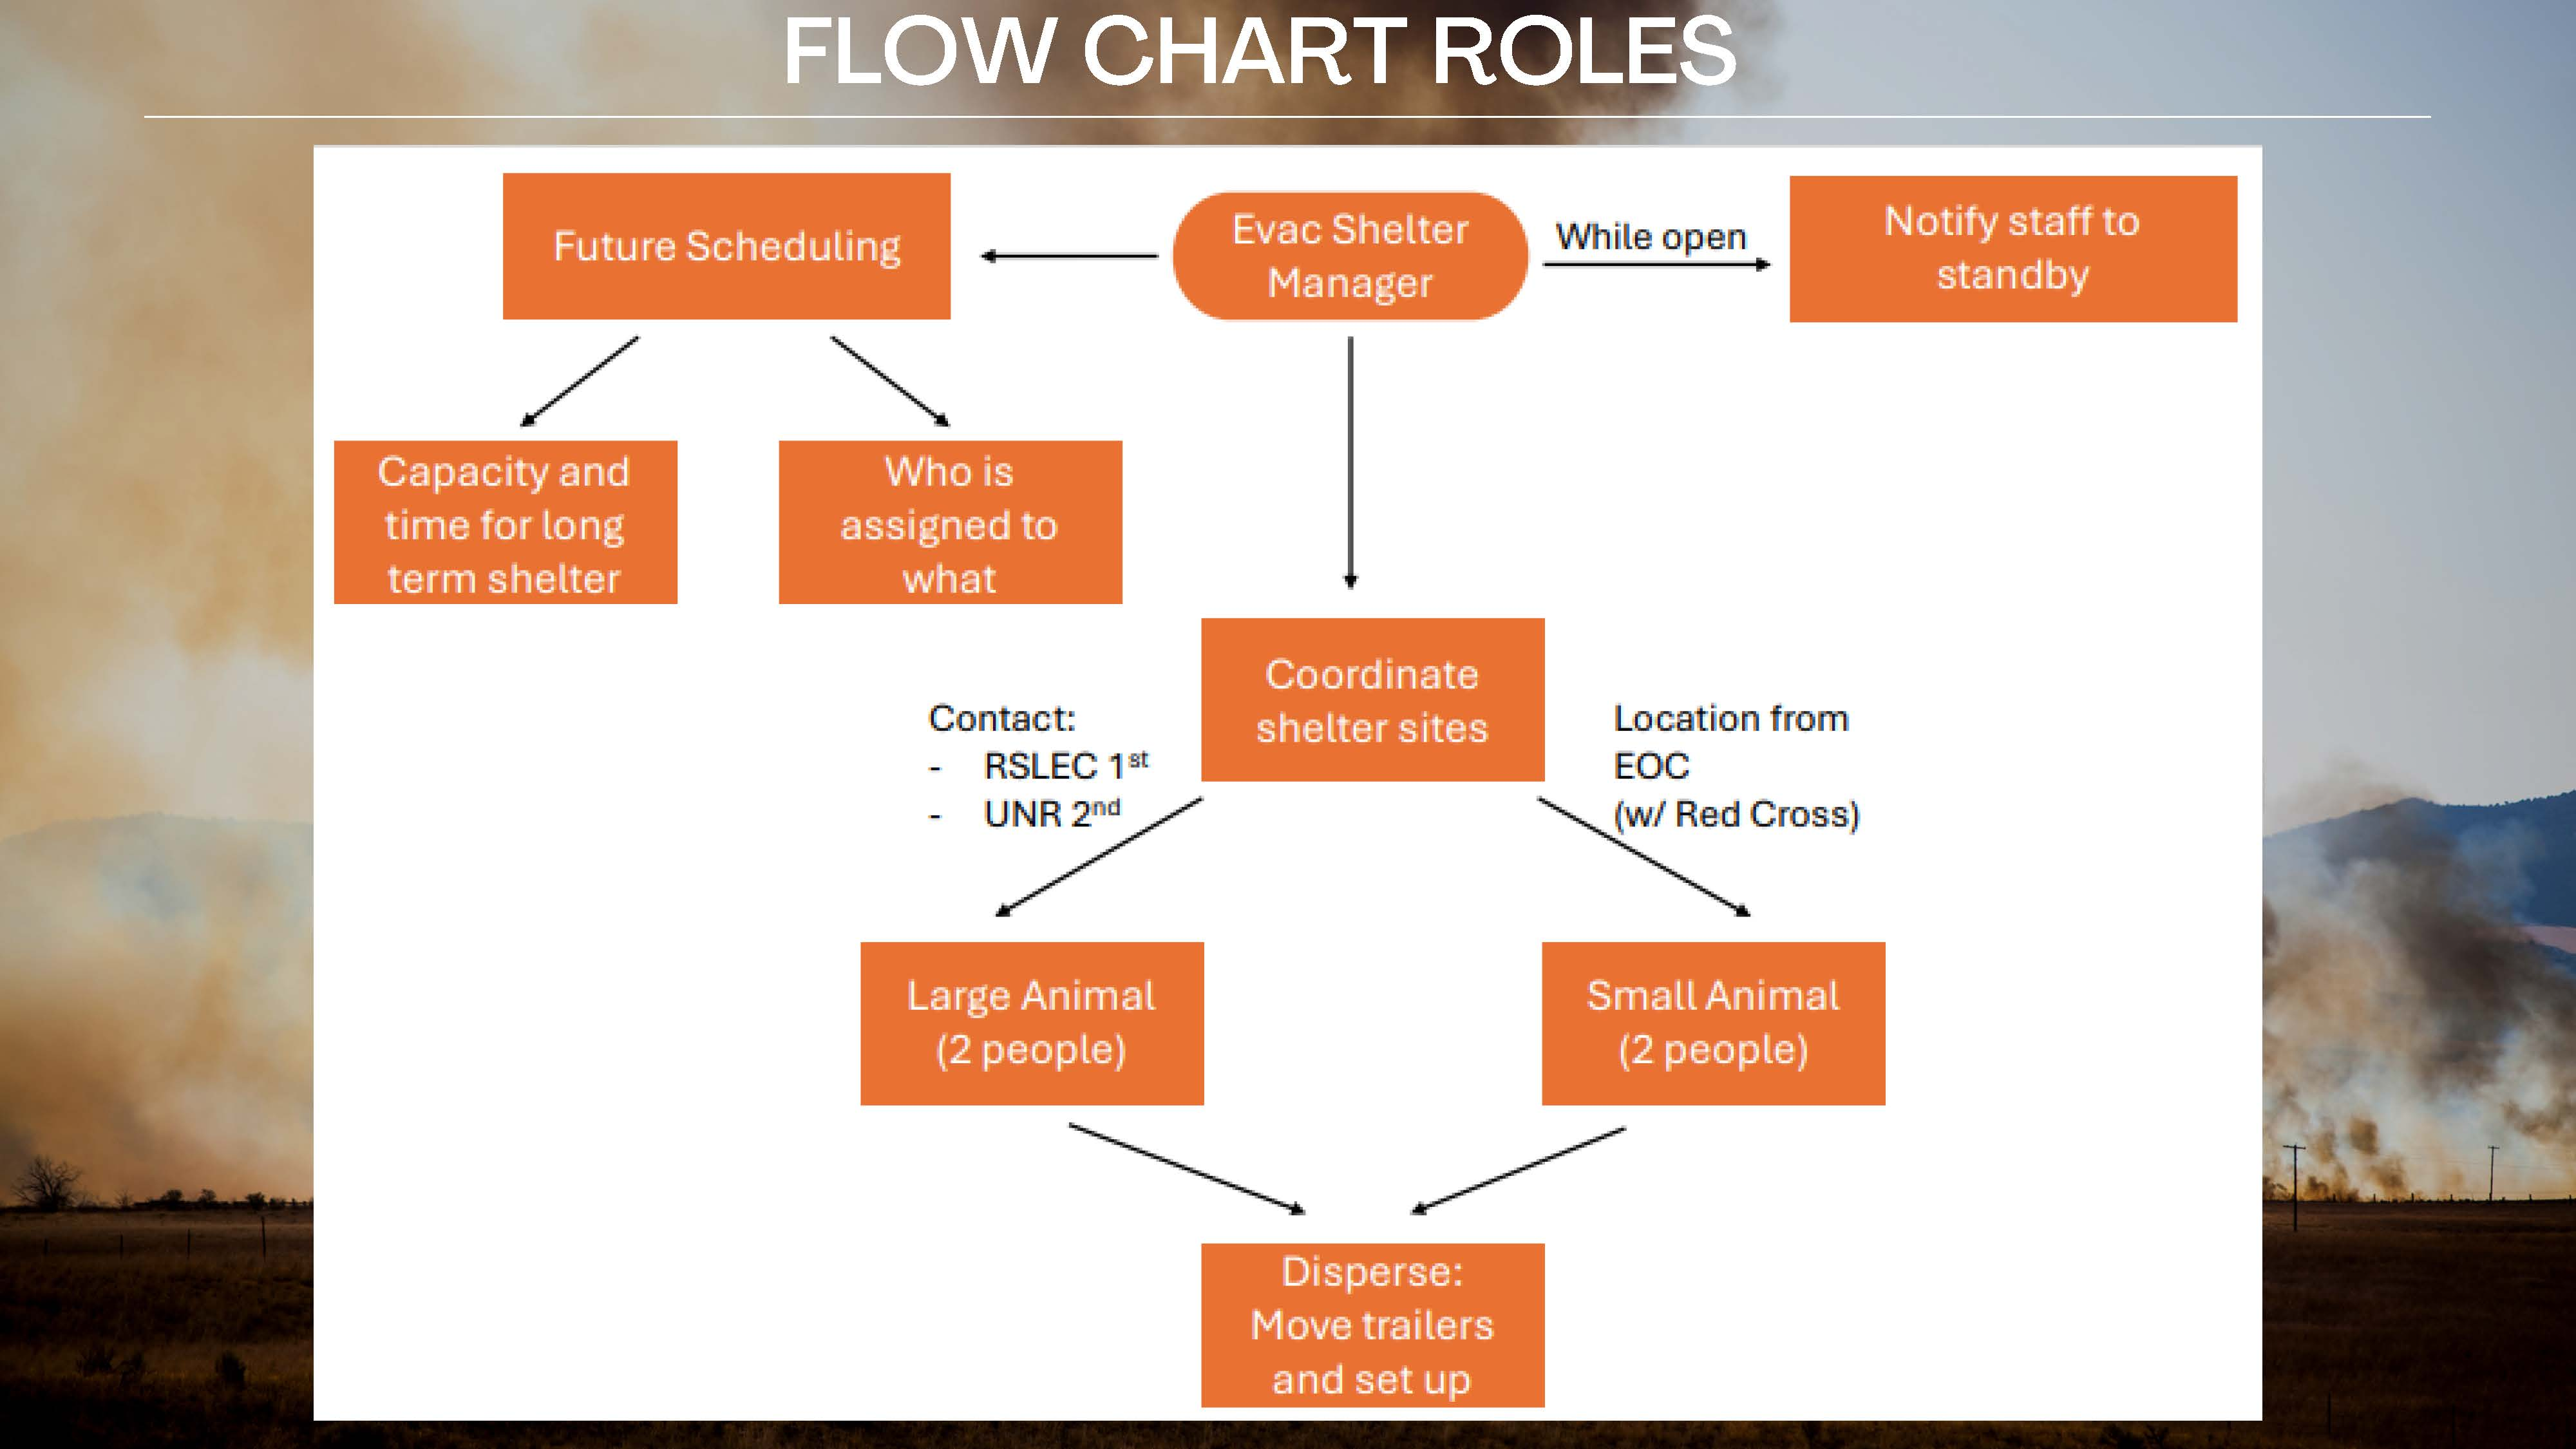 FLOW CHART ROLES
Future Scheduling
Evac Shelter
Manager
While open
Notify staff to
standby
Capacity and
time for long
term shelter
Who is
assigned to
what
Coordinate
shelter sites
Contact:
- RSLEC 1st
- UNR 2nd
Location from
EOC
(w/ Red Cross)
Large Animal
(2 people)
Small Animal
(2 people)
Disperse:
Move trailers
and set up